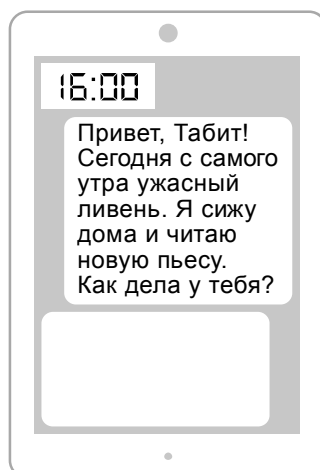 16:00
Привет, Табит!
Сегодня с самого
утра ужасный
ливень. Я сижу
дома и читаю
новую пьесу.
Как дела у тебя?